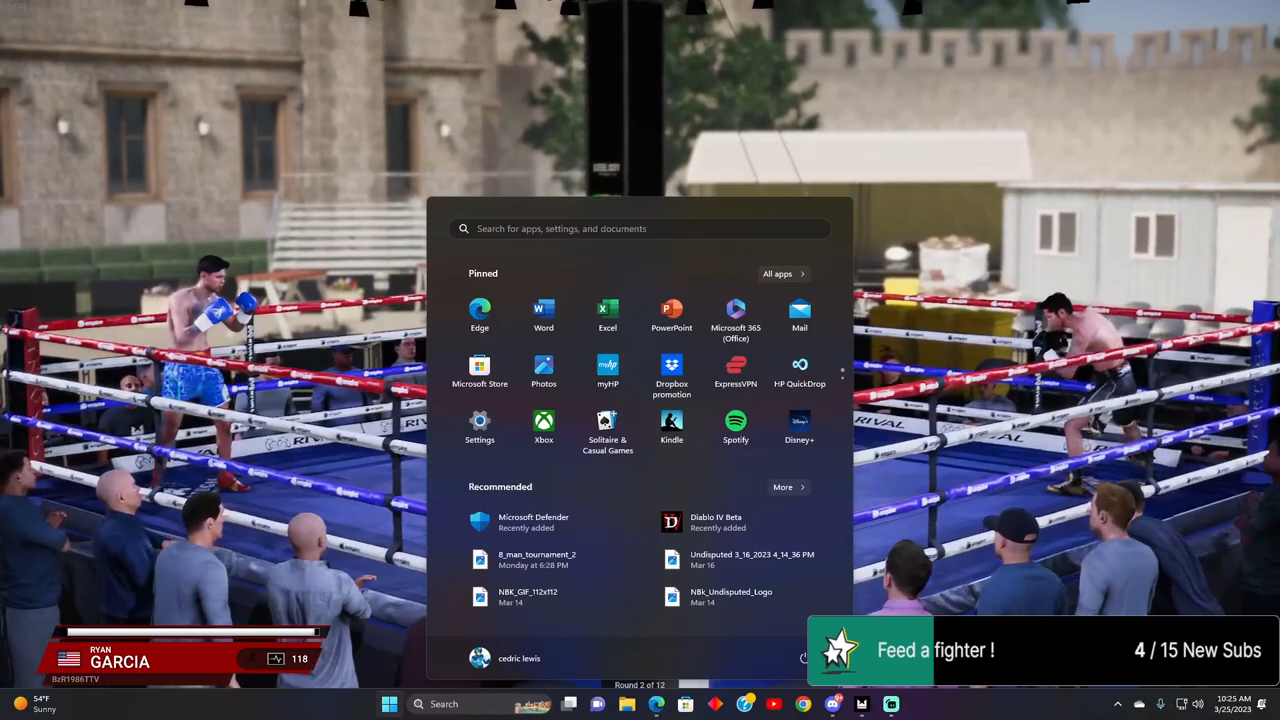 Search for apps, settings, and documents
Pinned
All apps
Edge
Word
Excel
PowerPoint
Microsoft 365
(Office)
Mail
Microsoft Store
Photos
myHP
Dropbox
promotion
ExpressVPN
HP QuickDrop
Settings
Xbox
Solitaire &
Casual Games
Kindle
Spotify
Disney+
Recommended
More
Microsoft Defender
Recently added
Diablo IV Beta
Recently added
8_man_tournament_2
Monday at 6:28 PM
Undisputed 3_16_2023 4_14_36 PM
Mar 16
NBK_GIF_112x112
Mar 14
NBk_Undisputed_Logo
Mar 14
cedric lewis
RIVAL
RIVAL
RYAN
GARCIA
118
BzR1986TTV
Feed a fighter !
4 / 15 New Subs
Round 2 of 12
54°F
Sunny
Search
10:25 AM
3/25/2023